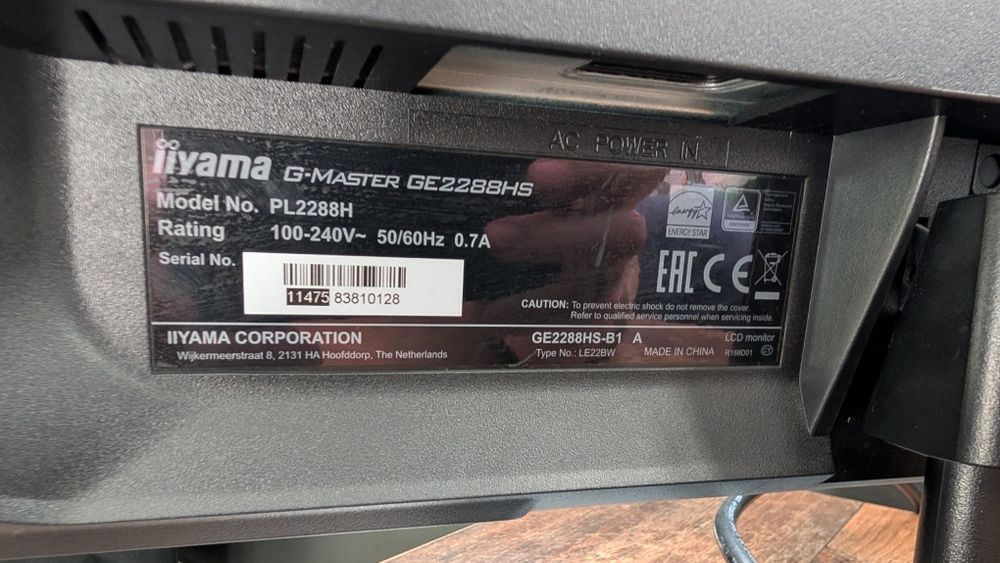 AC POWER IN
iiyama G-MASTER GE2288HS
Model No. PL2288H
Rating 100-240V~ 50/60Hz 0.7A
Serial No.
11475 83810128
energy
ENERGY STAR
CERTIFIED
EAC CE
CAUTION: To prevent electric shock do not remove the cover.
Refer to qualified service personnel when servicing inside.
IIYAMA CORPORATION
Wijkermeerstraat 8, 2131 HA Hoofddorp, The Netherlands
GE2288HS-B1 A LCD monitor
Type No.: LE22BW MADE IN CHINA R158D01